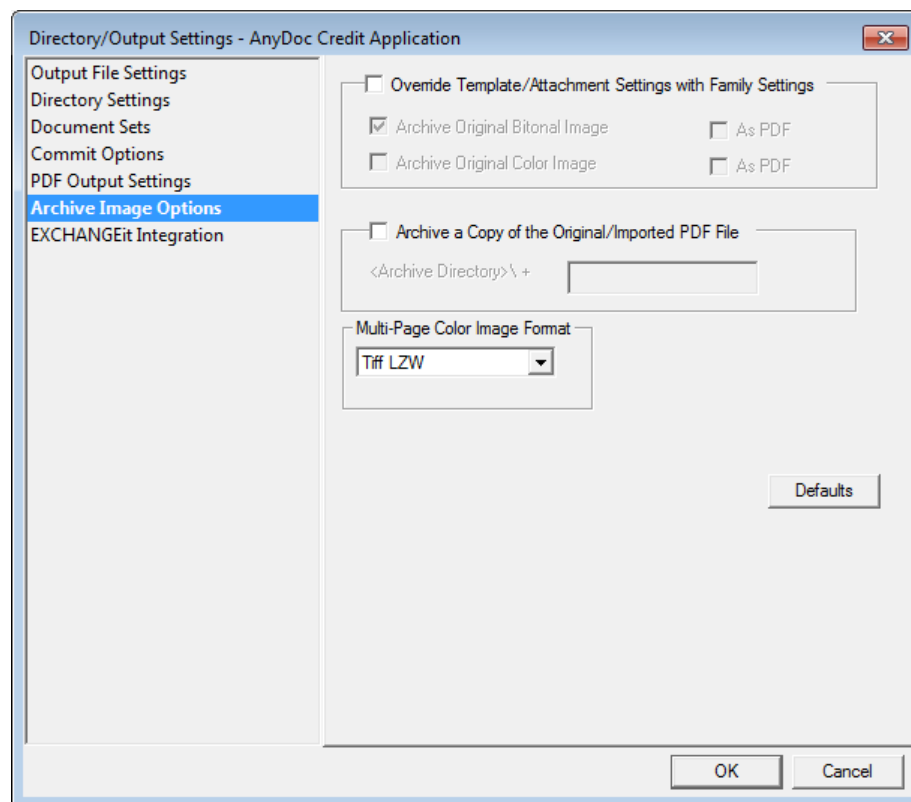 Directory/Output Settings - AnyDoc Credit Application
Output File Settings
Directory Settings
Document Sets
Commit Options
PDF Output Settings
Archive Image Options
EXCHANGEit Integration
Override Template/Attachment Settings with Family Settings
Archive Original Bitonal Image As PDF
Archive Original Color Image As PDF
Archive a Copy of the Original/Imported PDF File
<Archive Directory>\ +
Multi-Page Color Image Format
Tiff LZW
Defaults
OK Cancel